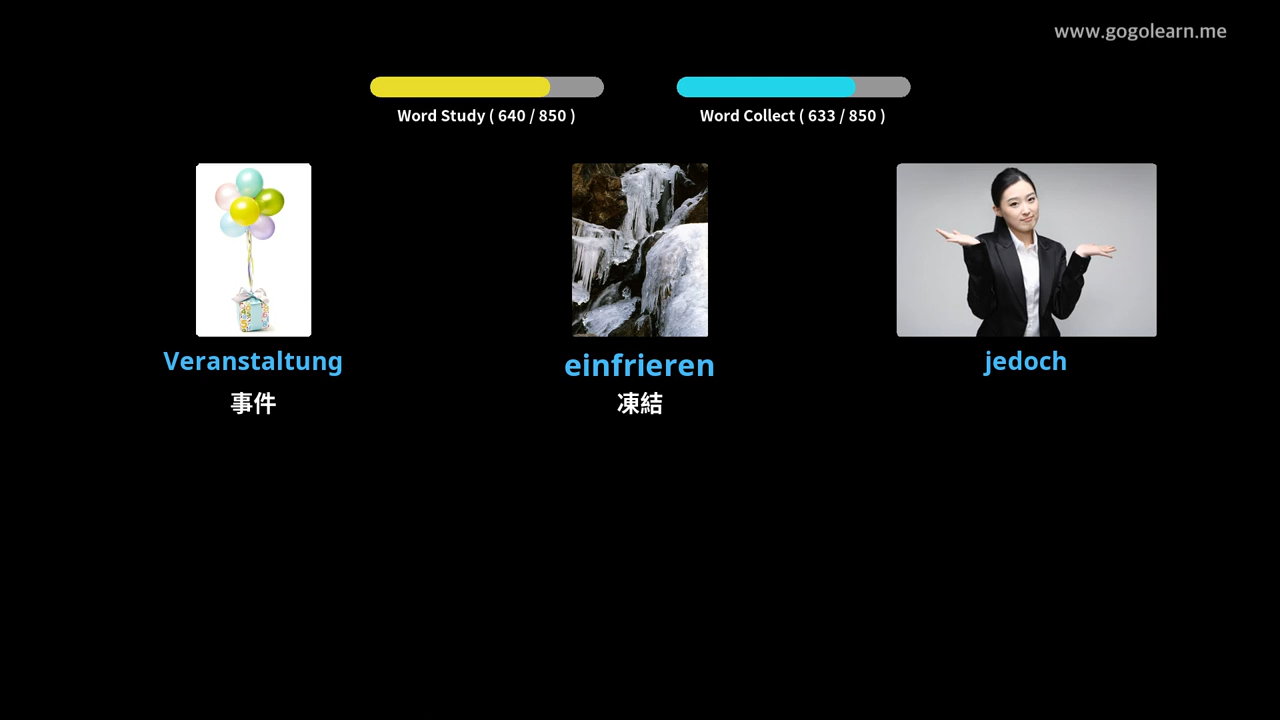 www.gogolearn.me
Word Study ( 640 / 850 )
Word Collect ( 633 / 850 )
Veranstaltung
事件
einfrieren
凍結
jedoch